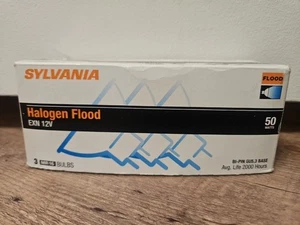 SYLVANIA
FLOOD
Halogen Flood
EXN 12V
50
WATTS
3 MR16 BULBS
BI-PIN GU5.3 BASE
Avg. Life 2000 Hours